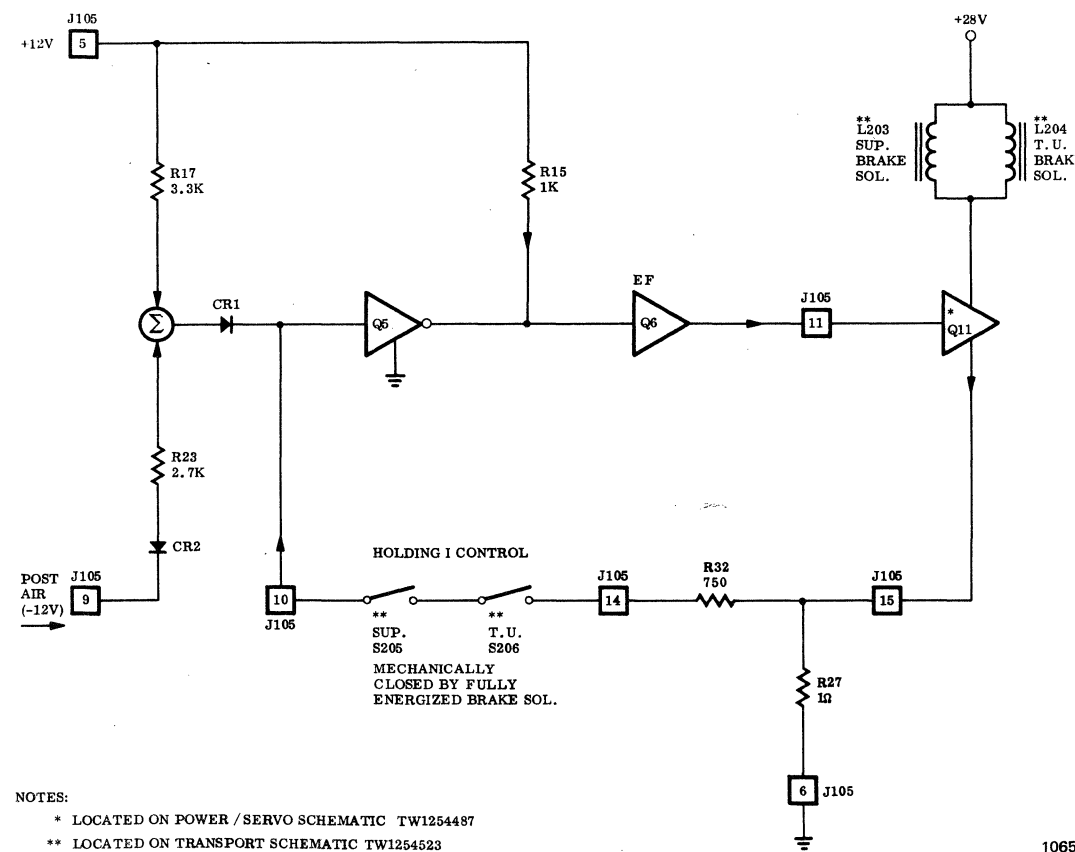 J105
+12V
5
+28V
**
L203
SUP.
BRAKE
SOL.
**
L204
T. U.
BRAK
SOL.
R17
3.3K
R15
1K
Σ
CR1
Q5
EF
Q6
J105
11
*
Q11
R23
2.7K
CR2
POST
AIR
(-12V)
J105
9
HOLDING I CONTROL
10
J105
**
SUP.
S205
**
T.U.
S206
MECHANICALLY
CLOSED BY FULLY
ENERGIZED BRAKE SOL.
J105
14
R32
750
J105
15
R27
1Ω
6
J105
NOTES:
* LOCATED ON POWER / SERVO SCHEMATIC TW1254487
** LOCATED ON TRANSPORT SCHEMATIC TW1254523
1065